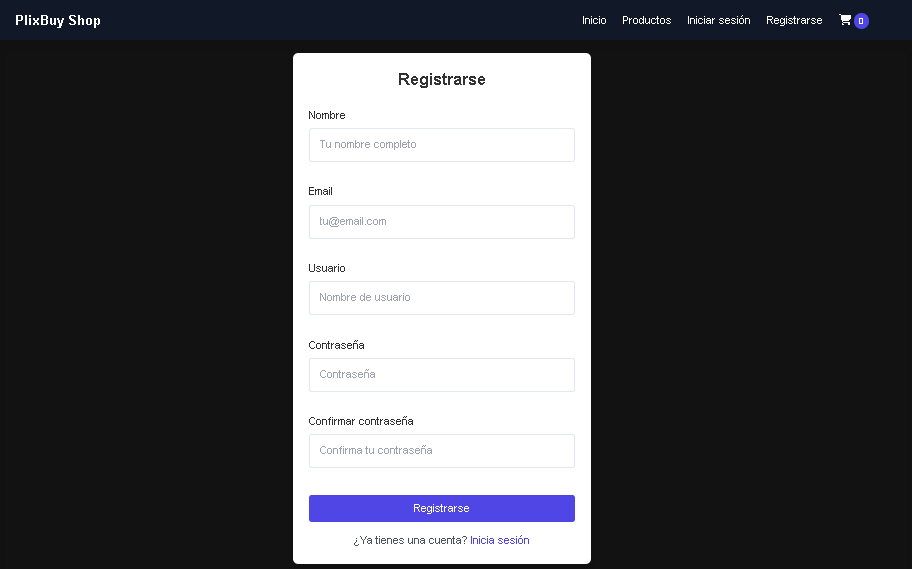 PlixBuy Shop
Inicio Productos Iniciar sesión Registrarse 0
Registrarse
Nombre
Tu nombre completo
Email
tu@email.com
Usuario
Nombre de usuario
Contraseña
Contraseña
Confirmar contraseña
Confirma tu contraseña
Registrarse
¿Ya tienes una cuenta? Inicia sesión